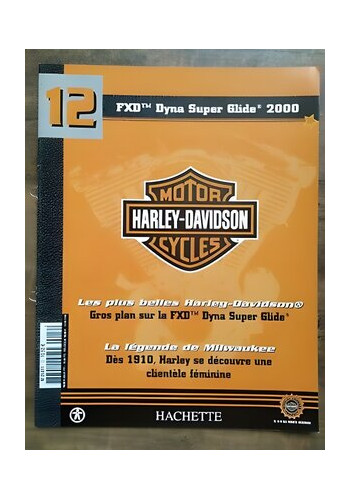 12
FXD™ Dyna Super Glide® 2000
MOTOR
HARLEY-DAVIDSON
CYCLES
Les plus belles Harley-Davidson®
Gros plan sur la FXD™ Dyna Super Glide®
La légende de Milwaukee
Dès 1910, Harley se découvre une
clientèle féminine
HACHETTE